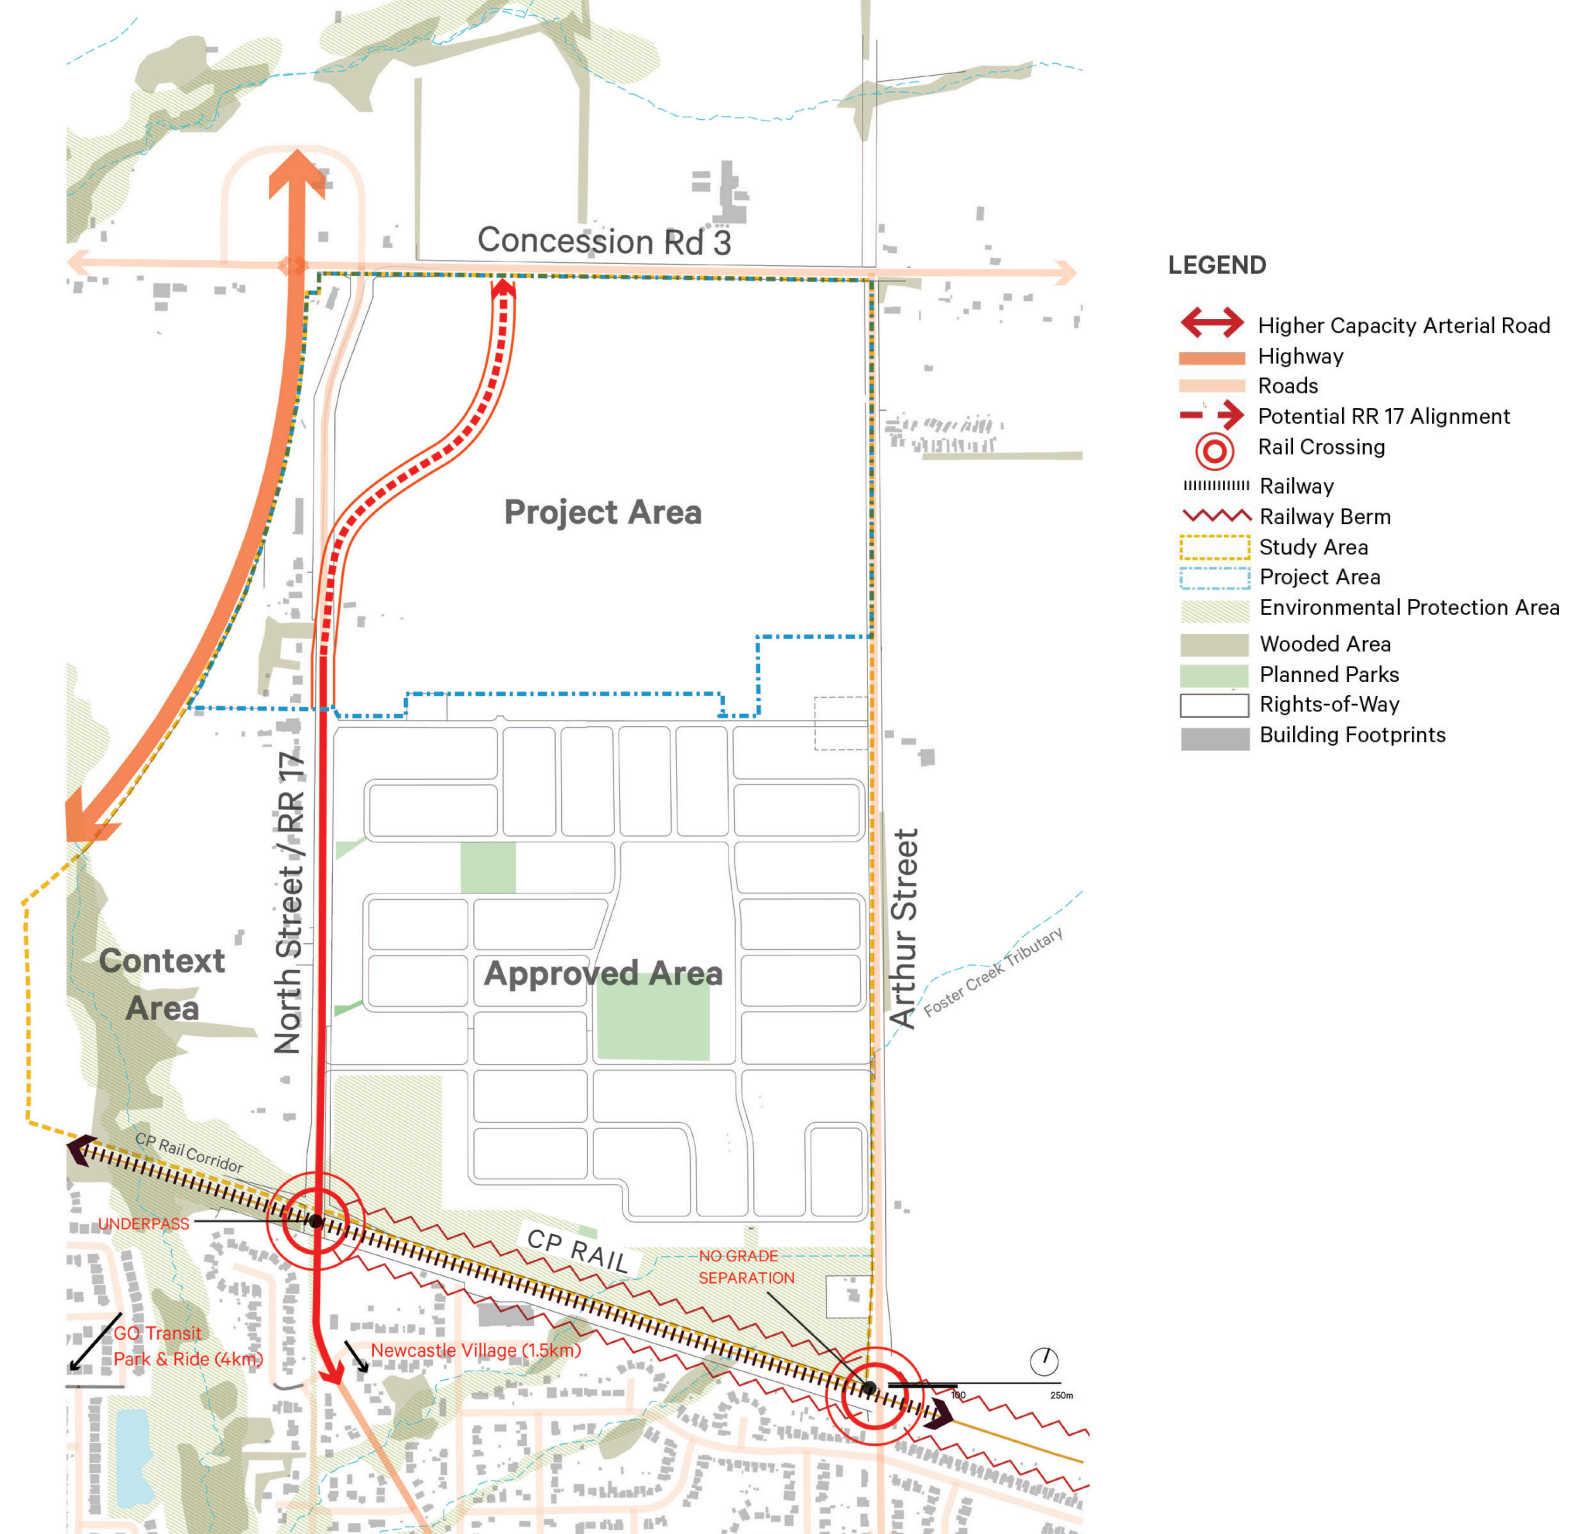 Concession Rd 3
LEGEND
Higher Capacity Arterial Road
Highway
Roads
Potential RR 17 Alignment
Rail Crossing
Railway
Railway Berm
Study Area
Project Area
Environmental Protection Area
Wooded Area
Planned Parks
Rights-of-Way
Building Footprints
Project Area
North Street / RR 17
Arthur Street
Context
Area
Approved Area
Foster Creek Tributary
CP Rail Corridor
UNDERPASS
CP RAIL
NO GRADE
SEPARATION
GO Transit
Park & Ride (4km)
Newcastle Village (1.5km)
100
250m